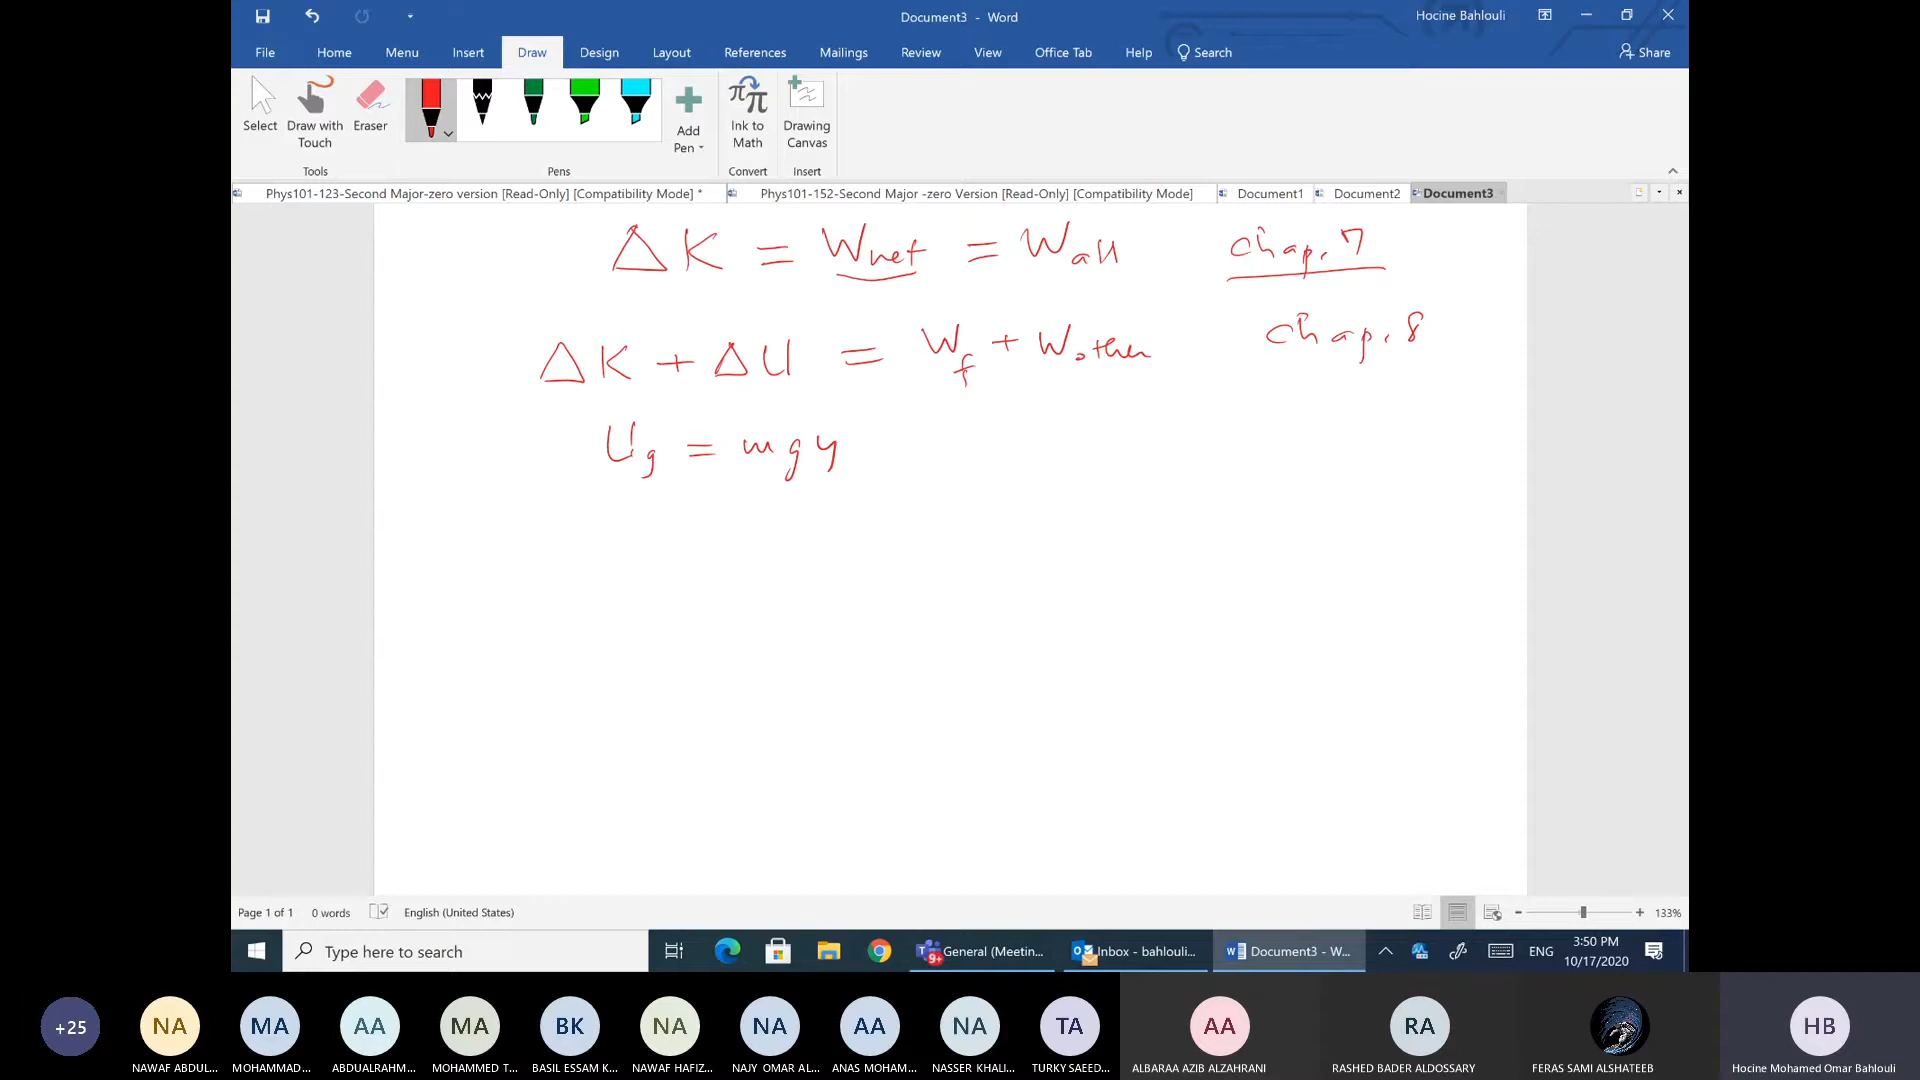 Document3 - Word
Hocine Bahlouli
File Home Menu Insert Draw Design Layout References Mailings Review View Office Tab Help Search Share
Select Draw with Touch Eraser Add Pen Ink to Math Drawing Canvas
Tools Pens Convert Insert
Phys101-123-Second Major-zero version [Read-Only] [Compatibility Mode] * Phys101-152-Second Major -zero Version [Read-Only] [Compatibility Mode] Document1 Document2 Document3
ΔK = Wnet = Wall chap. 7
ΔK + ΔU = Wf + Wother chap. 8
Ug = mgy
Page 1 of 1 0 words English (United States) 133%
Type here to search 9+ General (Meetin... Inbox - bahlouli... Document3 - W... ENG 3:50 PM
10/17/2020
+25 NA MA AA MA BK NA NA AA NA TA AA RA HB
NAWAF ABDUL... MOHAMMAD... ABDUALRAHM... MOHAMMED T... BASIL ESSAM K... NAWAF HAFIZ... NAJY OMAR AL... ANAS MOHAM... NASSER KHALI... TURKY SAEED... ALBARAA AZIB ALZAHRANI RASHED BADER ALDOSSARY FERAS SAMI ALSHATEEB Hocine Mohamed Omar Bahlouli